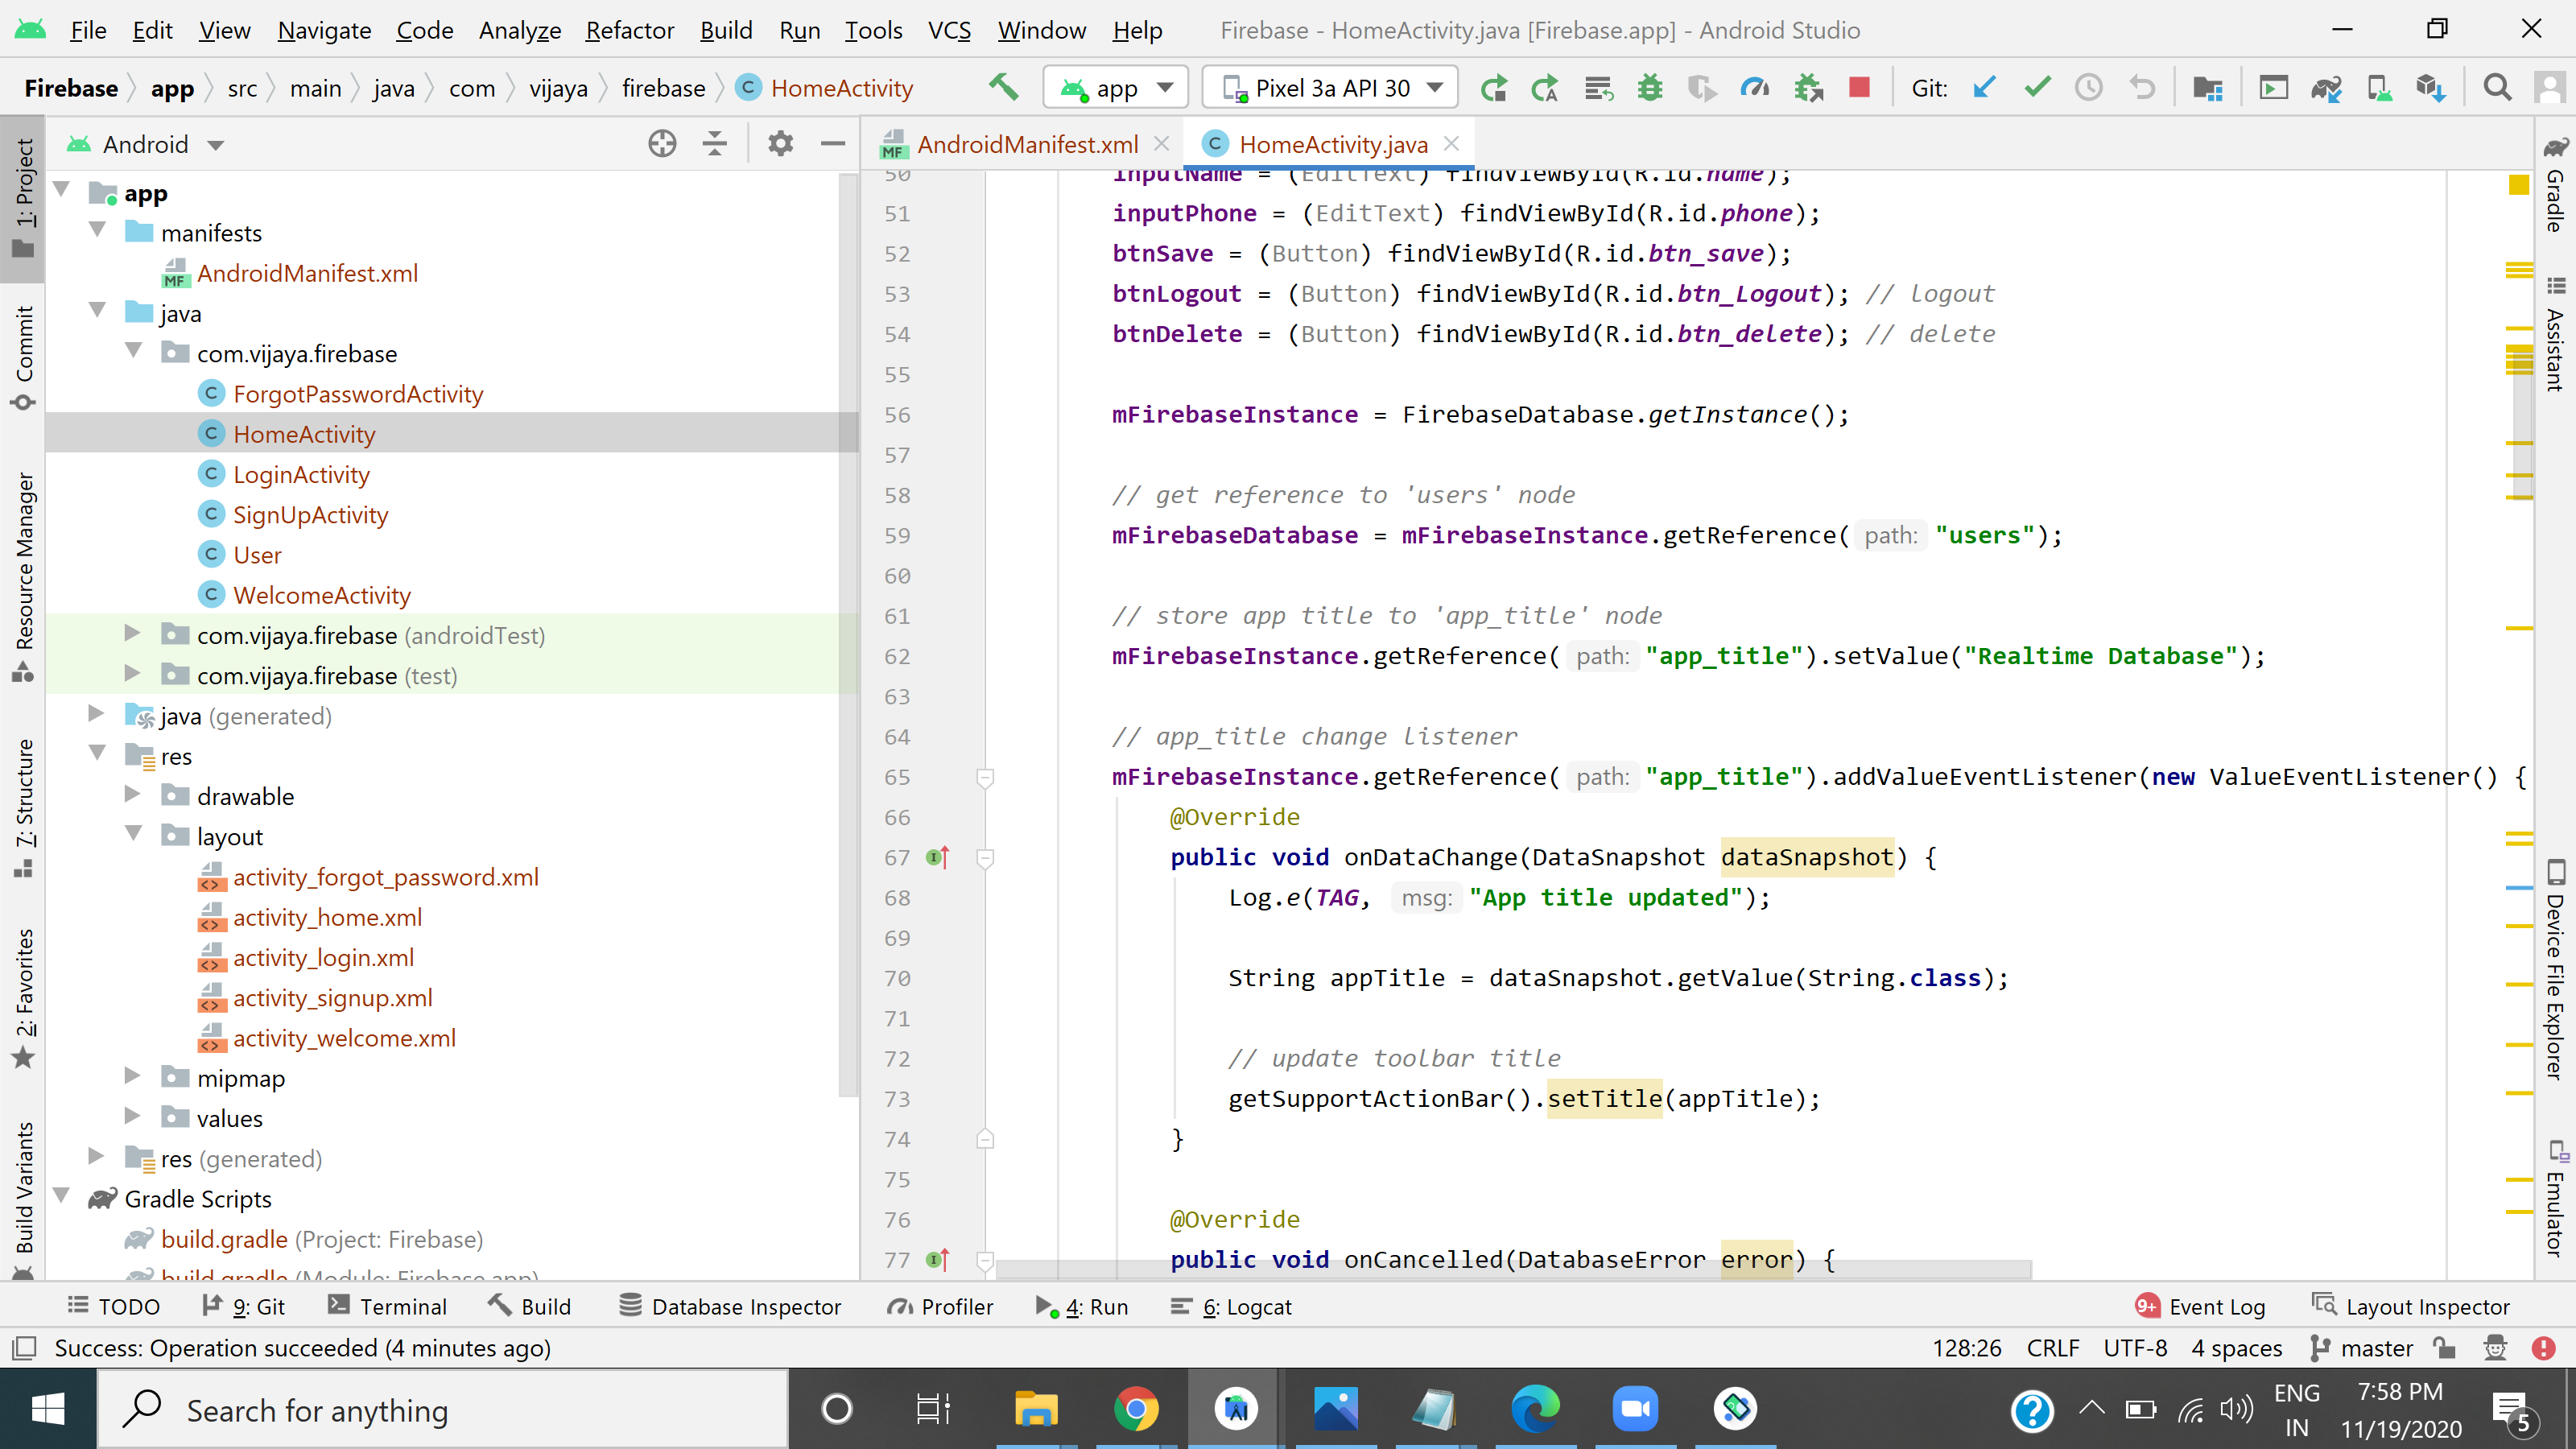 File Edit View Navigate Code Analyze Refactor Build Run Tools VCS Window Help Firebase - HomeActivity.java [Firebase.app] - Android Studio
Firebase app src main java com vijaya firebase C HomeActivity app Pixel 3a API 30 Git:
Android
AndroidManifest.xml
HomeActivity.java
1: Project
Commit
Resource Manager
7: Structure
2: Favorites
Build Variants
app
manifests
AndroidManifest.xml
java
com.vijaya.firebase
ForgotPasswordActivity
HomeActivity
LoginActivity
SignUpActivity
User
WelcomeActivity
com.vijaya.firebase (androidTest)
com.vijaya.firebase (test)
java (generated)
res
drawable
layout
activity_forgot_password.xml
activity_home.xml
activity_login.xml
activity_signup.xml
activity_welcome.xml
mipmap
values
res (generated)
Gradle Scripts
build.gradle (Project: Firebase)
build.gradle (Module: Firebase.app)
50 inputName = (EditText) findViewById(R.id.name);
51 inputPhone = (EditText) findViewById(R.id.phone);
52 btnSave = (Button) findViewById(R.id.btn_save);
53 btnLogout = (Button) findViewById(R.id.btn_Logout); // logout
54 btnDelete = (Button) findViewById(R.id.btn_delete); // delete
55
56 mFirebaseInstance = FirebaseDatabase.getInstance();
57
58 // get reference to 'users' node
59 mFirebaseDatabase = mFirebaseInstance.getReference( path: "users");
60
61 // store app title to 'app_title' node
62 mFirebaseInstance.getReference( path: "app_title").setValue("Realtime Database");
63
64 // app_title change listener
65 mFirebaseInstance.getReference( path: "app_title").addValueEventListener(new ValueEventListener() {
66 @Override
67 public void onDataChange(DataSnapshot dataSnapshot) {
68 Log.e(TAG, msg: "App title updated");
69
70 String appTitle = dataSnapshot.getValue(String.class);
71
72 // update toolbar title
73 getSupportActionBar().setTitle(appTitle);
74 }
75
76 @Override
77 public void onCancelled(DatabaseError error) {
Gradle
Assistant
Device File Explorer
Emulator
TODO 9: Git Terminal Build Database Inspector Profiler 4: Run 6: Logcat 9+ Event Log Layout Inspector
Success: Operation succeeded (4 minutes ago) 128:26 CRLF UTF-8 4 spaces master
Search for anything
ENG
IN
7:58 PM
11/19/2020
5